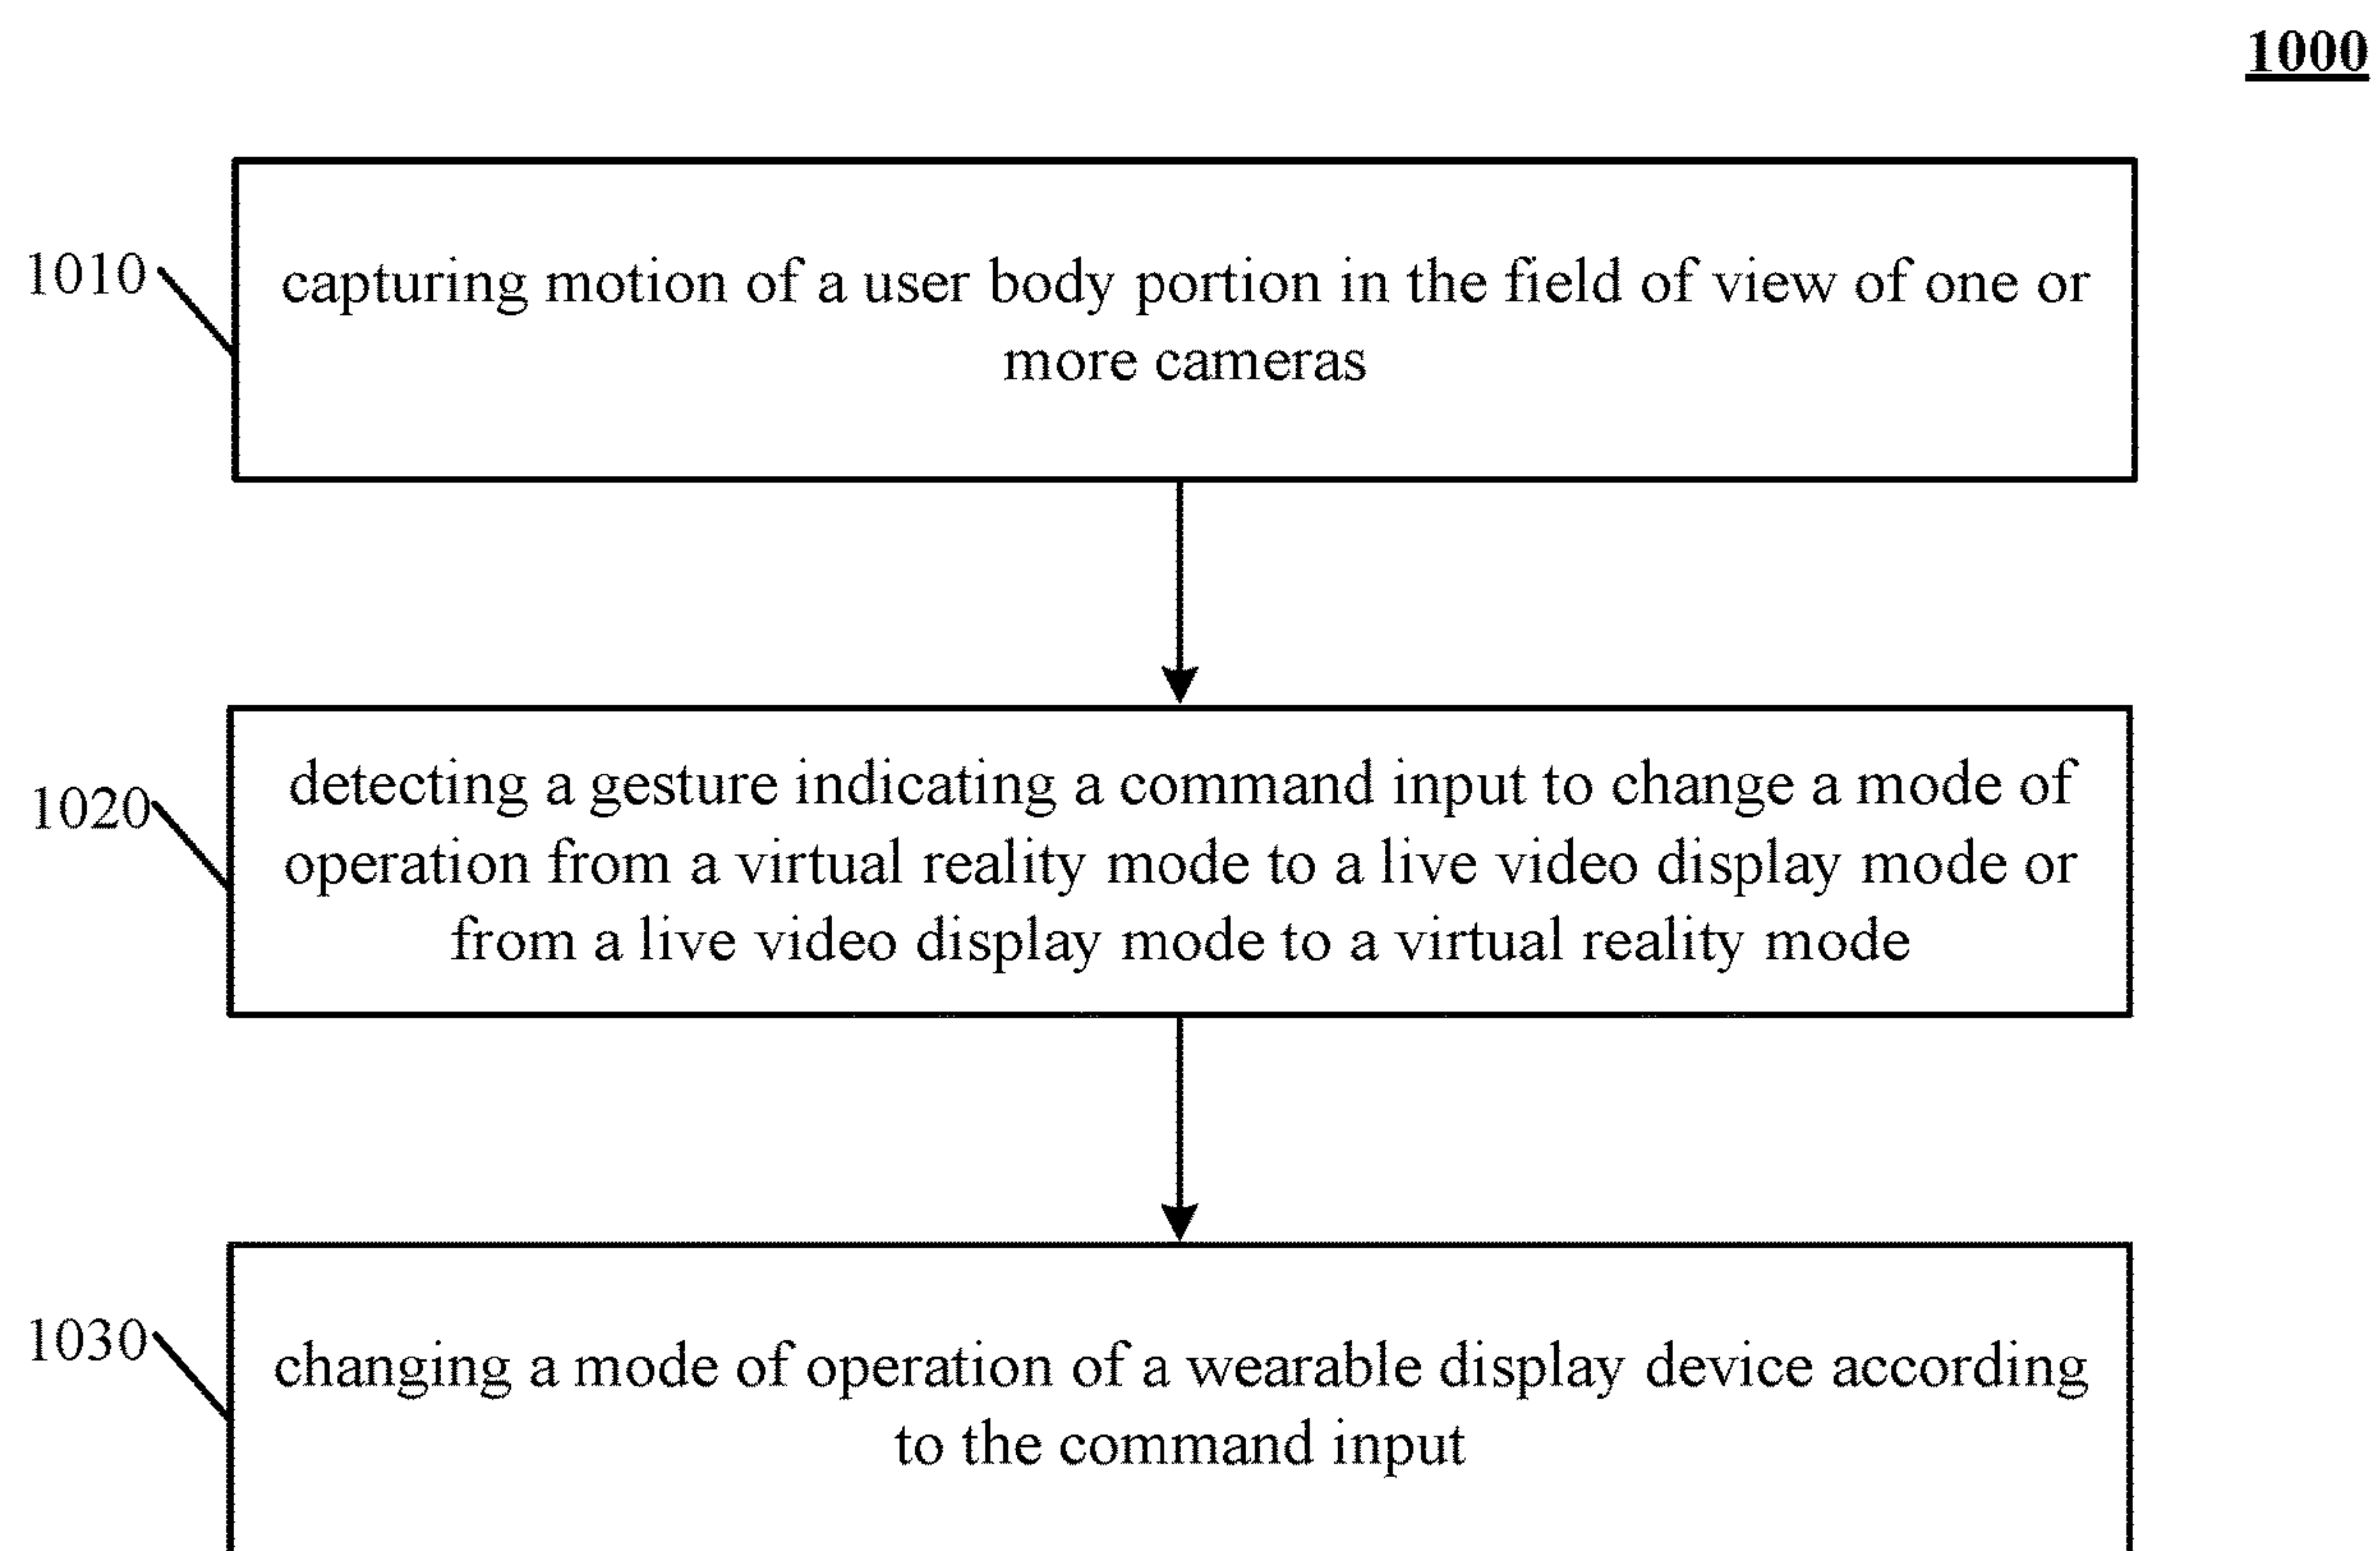 1000
1010
capturing motion of a user body portion in the field of view of one or
more cameras
1020
detecting a gesture indicating a command input to change a mode of
operation from a virtual reality mode to a live video display mode or
from a live video display mode to a virtual reality mode
1030
changing a mode of operation of a wearable display device according
to the command input